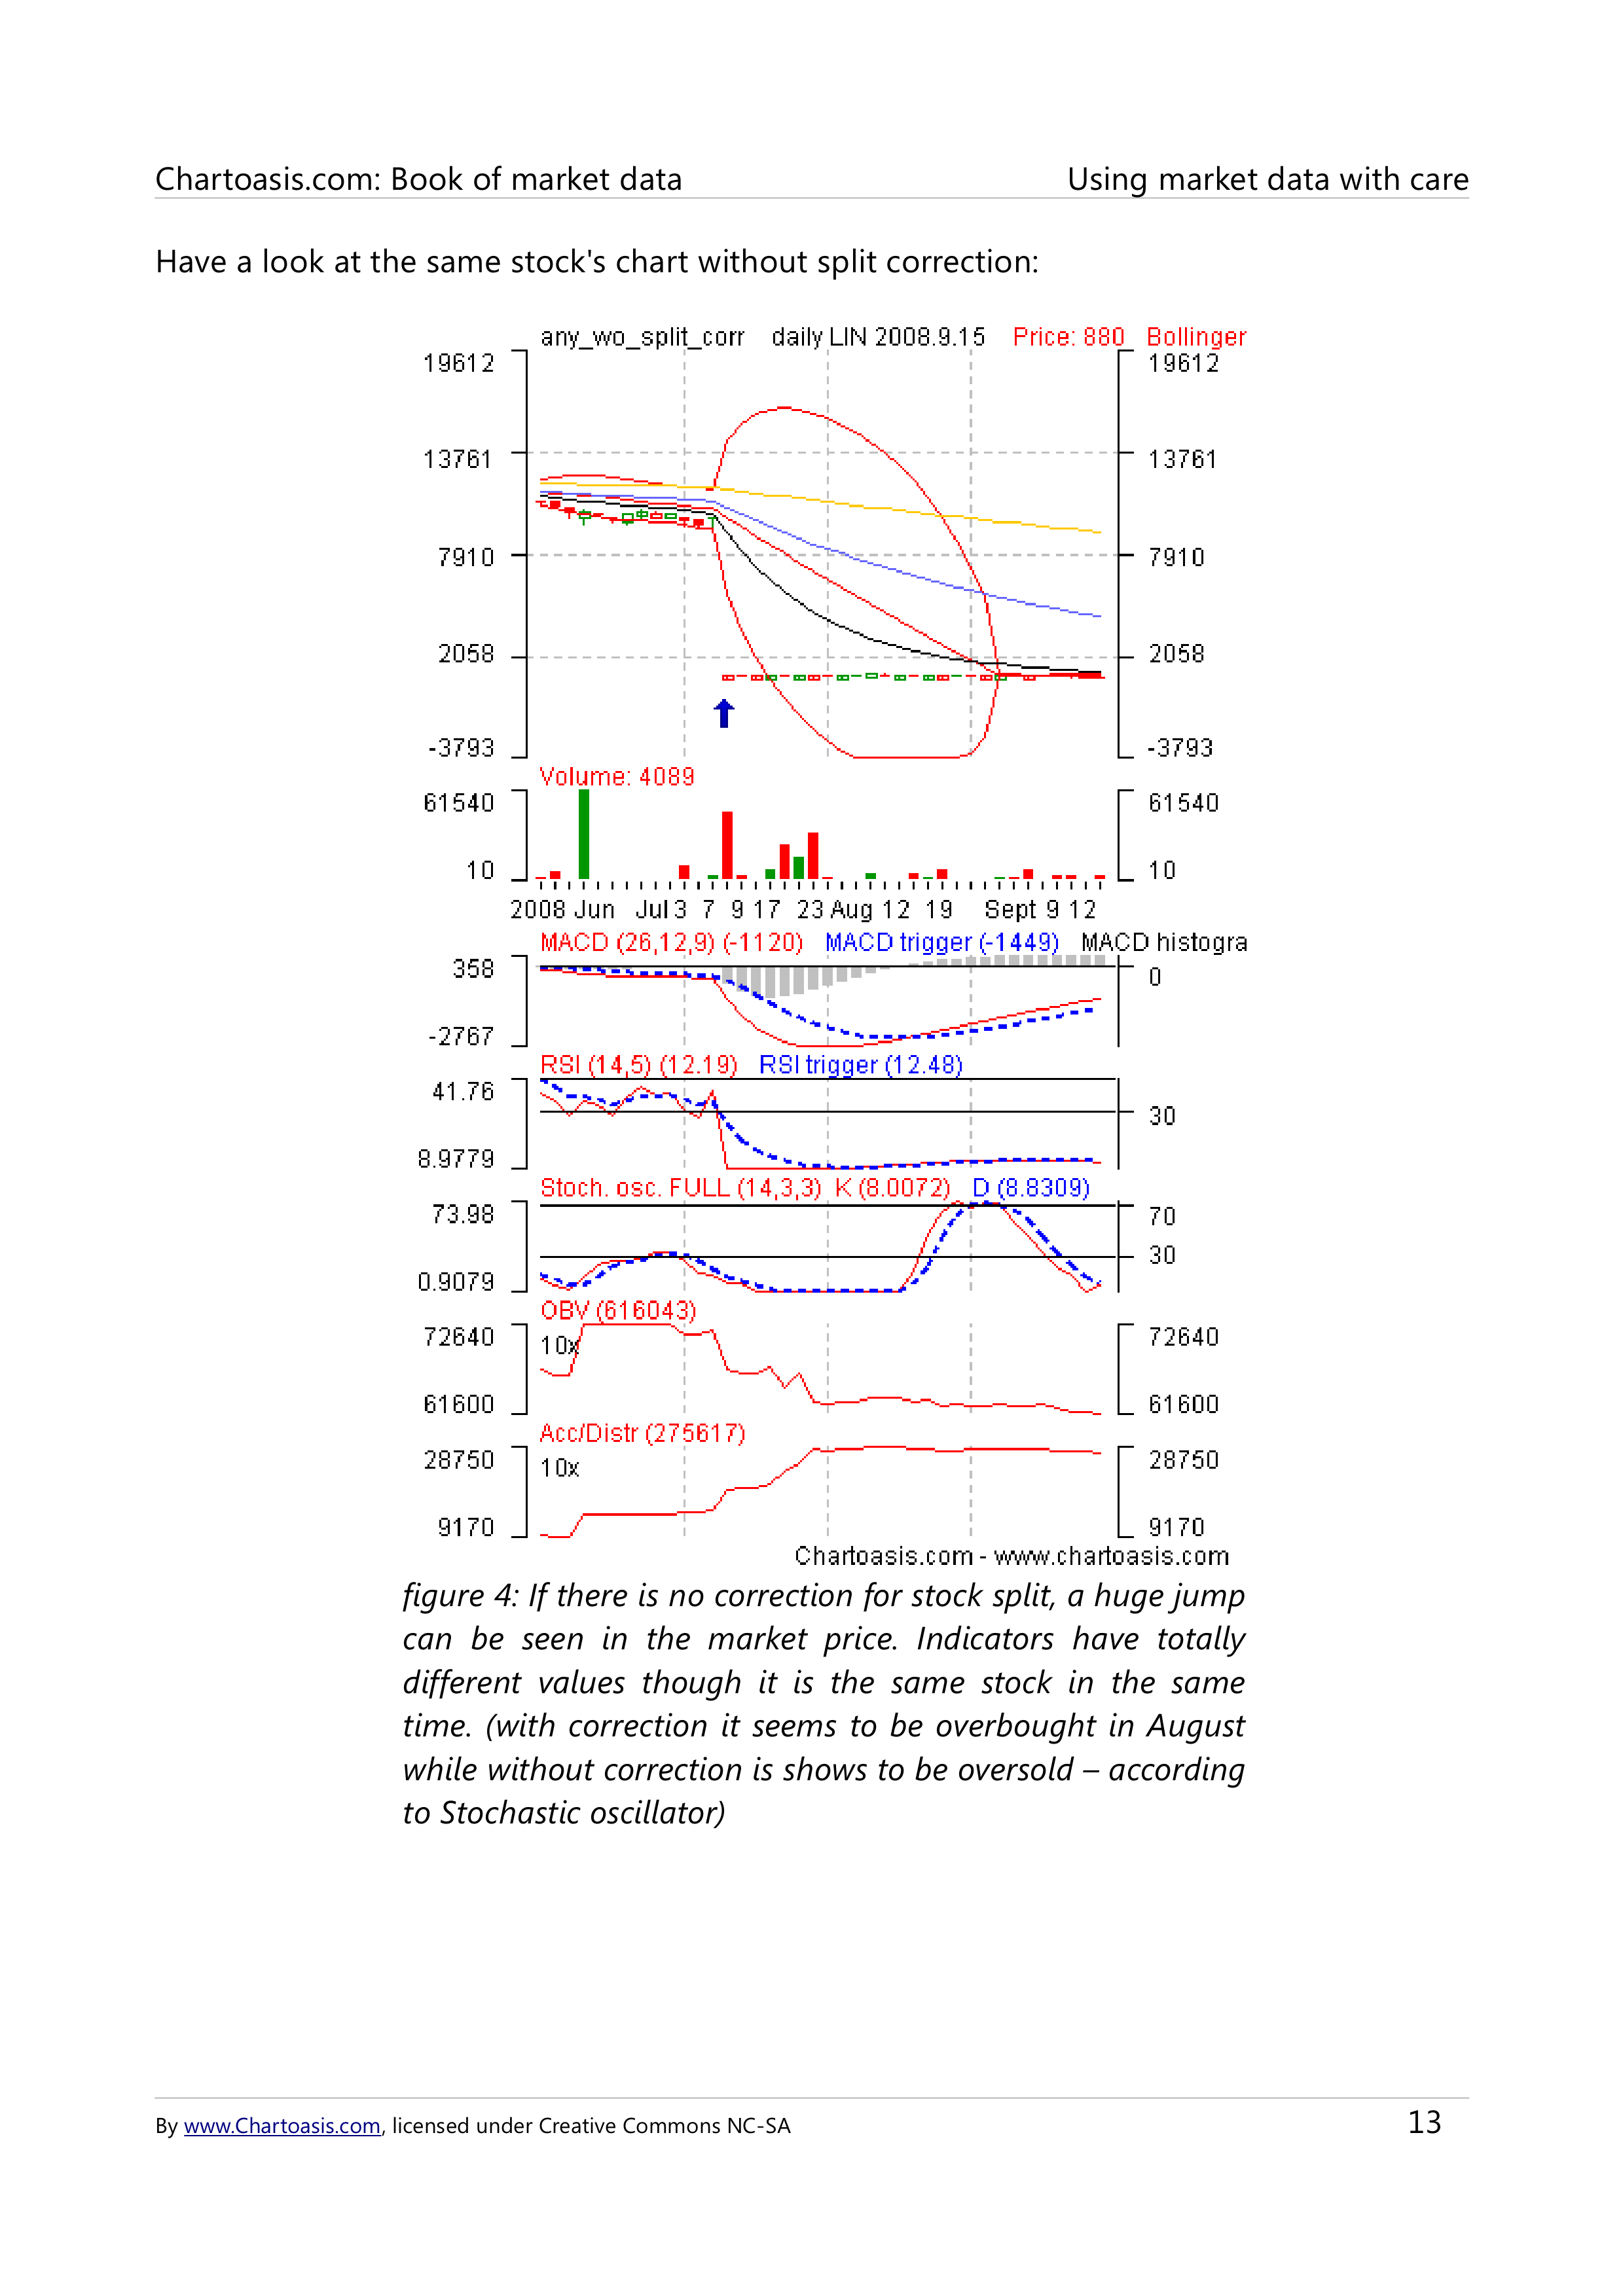 Chartoasis.com: Book of market data Using market data with care
Have a look at the same stock's chart without split correction:
any_wo_split_corr daily LIN 2008.9.15 Price: 880 Bollinger
19612 19612
13761 13761
7910 7910
2058 2058
-3793 -3793
Volume: 4089
61540 61540
10 10
2008 Jun Jul 3 7 9 17 23 Aug 12 19 Sept 9 12
MACD (26,12,9) (-1120) MACD trigger (-1449) MACD histogra
358 0
-2767
RSI (14,5) (12.19) RSI trigger (12.48)
41.76 30
8.9779
Stoch. osc. FULL (14,3,3) K (8.0072) D (8.8309)
73.98 70
30
0.9079
OBV (616043)
72640 10x 72640
61600 61600
Acc/Distr (275617)
28750 10x 28750
9170 9170
Chartoasis.com - www.chartoasis.com
figure 4: If there is no correction for stock split, a huge jump
can be seen in the market price. Indicators have totally
different values though it is the same stock in the same
time. (with correction it seems to be overbought in August
while without correction is shows to be oversold – according
to Stochastic oscillator)
By www.Chartoasis.com, licensed under Creative Commons NC-SA 13